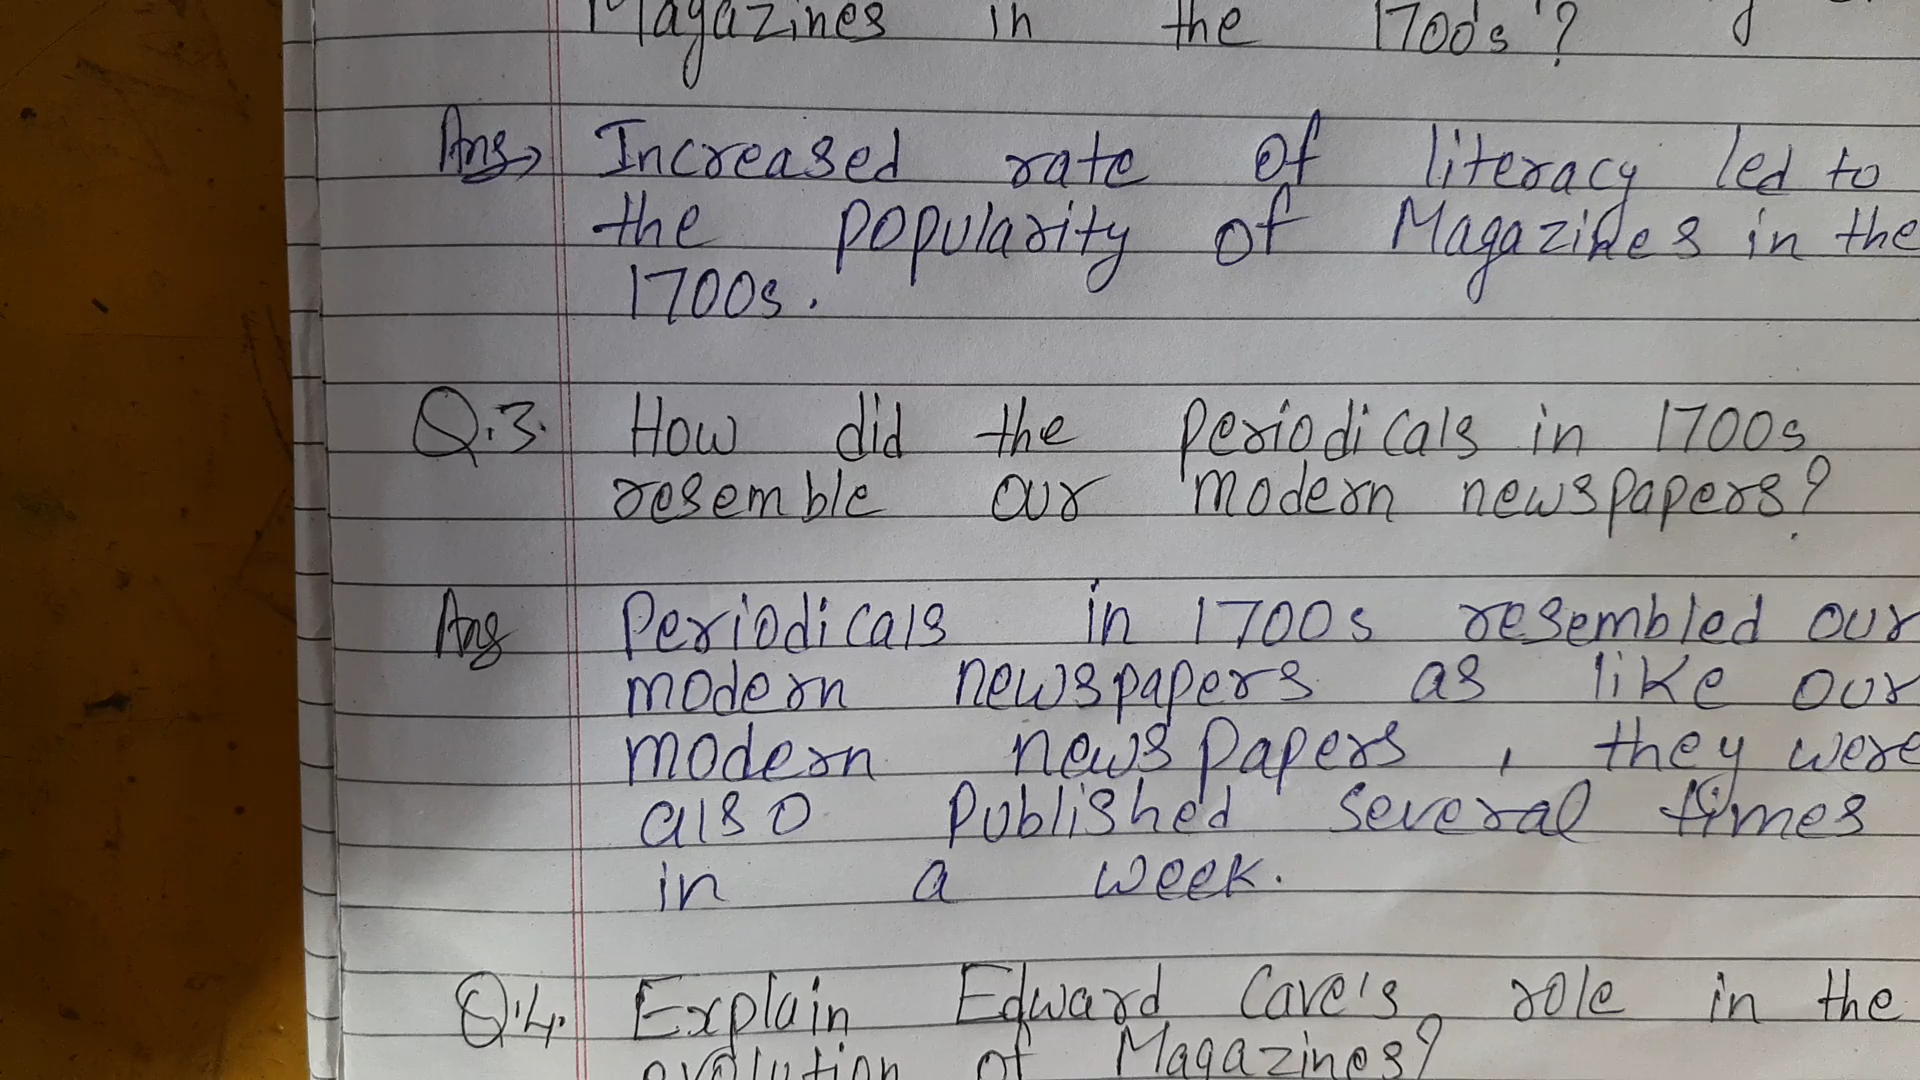 Magazines in the 1700s'?
Ans→ Increased rate of literacy led to
the popularity of Magazines in the
1700s.
Q.3. How did the periodicals in 1700s
resemble our modern newspapers?
Ans Periodicals in 1700s resembled our
modern newspapers as like our
modern newspapers, they were
also published several times
in a week.
Q.4. Explain Edward Cave's role in the
evolution of Magazines?